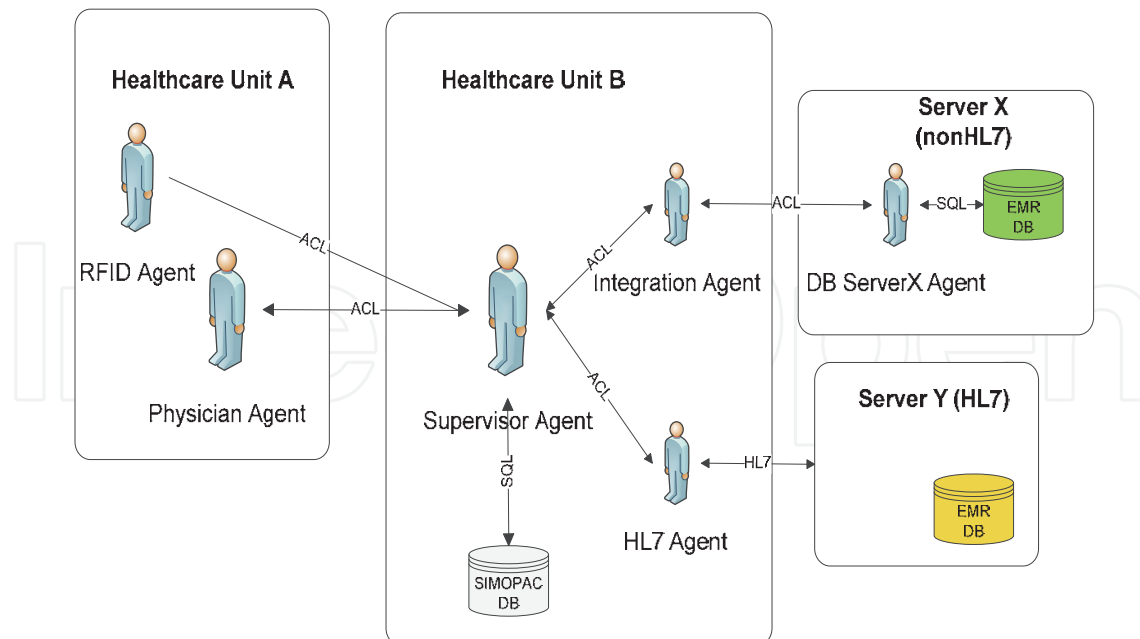 Healthcare Unit A
RFID Agent
Physician Agent
ACL
ACL
Healthcare Unit B
Supervisor Agent
SQL
SIMOPAC
DB
ACL
Integration Agent
ACL
HL7 Agent
ACL
HL7
Server X
(nonHL7)
SQL
EMR
DB
DB ServerX Agent
Server Y (HL7)
EMR
DB